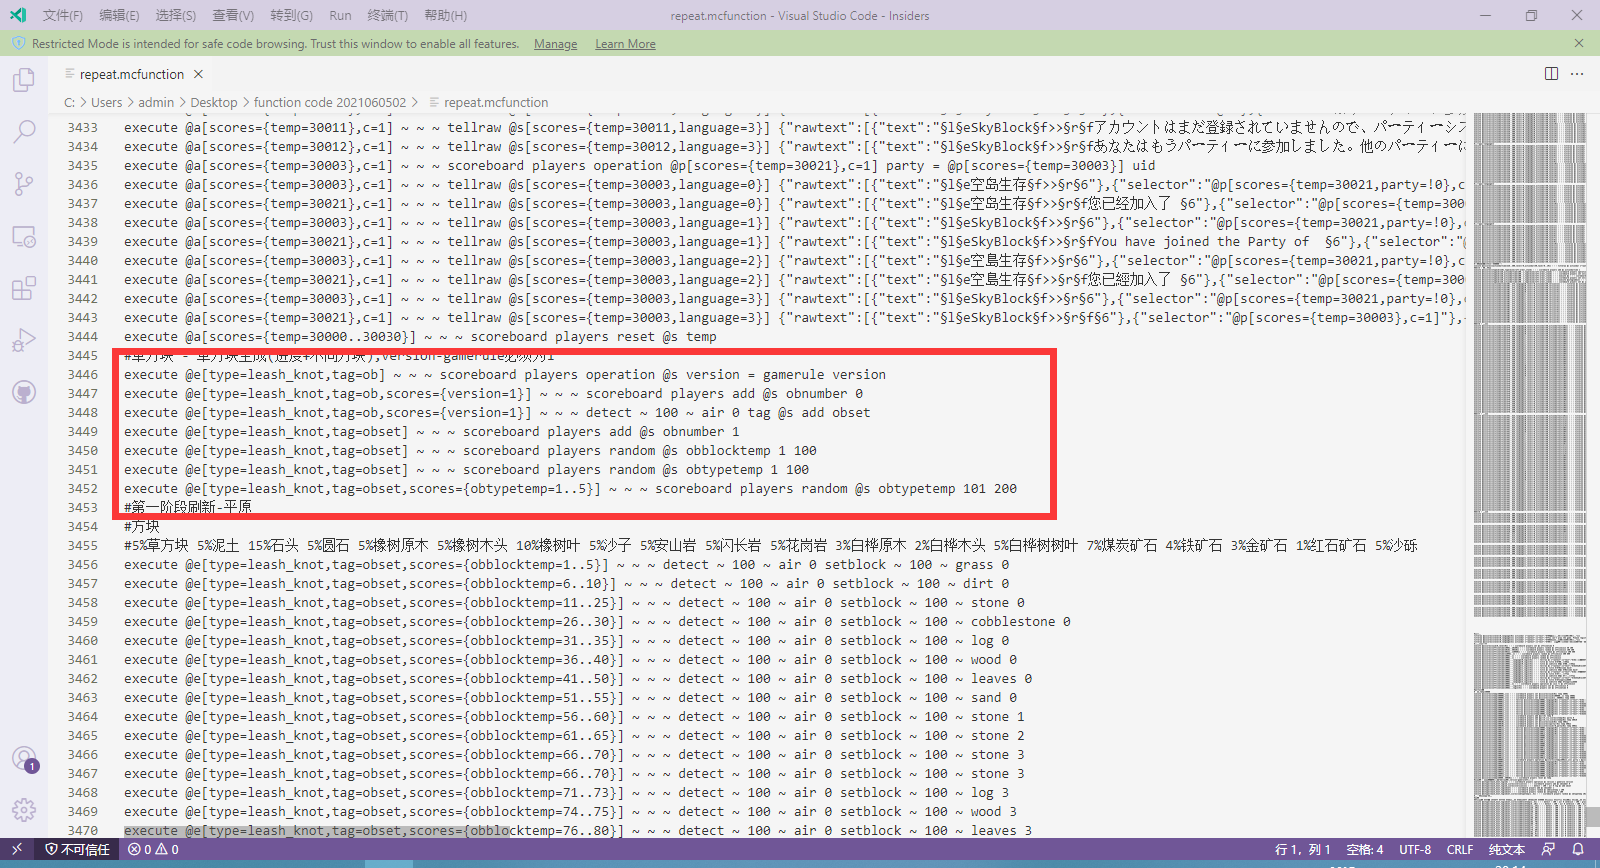 文件(F) 编辑(E) 选择(S) 查看(V) 转到(G) Run 终端(T) 帮助(H) repeat.mcfunction - Visual Studio Code - Insiders
Restricted Mode is intended for safe code browsing. Trust this window to enable all features. Manage Learn More
repeat.mcfunction
C: > Users > admin > Desktop > function code 2021060502 > repeat.mcfunction
3433 execute @a[scores={temp=30011},c=1] ~ ~ ~ tellraw @s[scores={temp=30011,language=3}] {"rawtext":[{"text":"§l§eSkyBlock§f>>§r§fアカウントはまだ登録されていませんので、パーティーシス
3434 execute @a[scores={temp=30012},c=1] ~ ~ ~ tellraw @s[scores={temp=30012,language=3}] {"rawtext":[{"text":"§l§eSkyBlock§f>>§r§fあなたはもうパーティーに参加しました。他のパーティーに
3435 execute @a[scores={temp=30003},c=1] ~ ~ ~ scoreboard players operation @p[scores={temp=30021},c=1] party = @p[scores={temp=30003}] uid
3436 execute @a[scores={temp=30003},c=1] ~ ~ ~ tellraw @s[scores={temp=30003,language=0}] {"rawtext":[{"text":"§l§e空岛生存§f>>§r§6"},{"selector":"@p[scores={temp=30021,party=!0},c
3437 execute @a[scores={temp=30021},c=1] ~ ~ ~ tellraw @s[scores={temp=30003,language=0}] {"rawtext":[{"text":"§l§e空岛生存§f>>§r§f您已经加入了 §6"},{"selector":"@p[scores={temp=300
3438 execute @a[scores={temp=30003},c=1] ~ ~ ~ tellraw @s[scores={temp=30003,language=1}] {"rawtext":[{"text":"§l§eSkyBlock§f>>§r§6"},{"selector":"@p[scores={temp=30021,party=!0},
3439 execute @a[scores={temp=30021},c=1] ~ ~ ~ tellraw @s[scores={temp=30003,language=1}] {"rawtext":[{"text":"§l§eSkyBlock§f>>§r§fYou have joined the Party of  §6"},{"selector":"@
3440 execute @a[scores={temp=30003},c=1] ~ ~ ~ tellraw @s[scores={temp=30003,language=2}] {"rawtext":[{"text":"§l§e空島生存§f>>§r§6"},{"selector":"@p[scores={temp=30021,party=!0},c
3441 execute @a[scores={temp=30021},c=1] ~ ~ ~ tellraw @s[scores={temp=30003,language=2}] {"rawtext":[{"text":"§l§e空島生存§f>>§r§f您已經加入了 §6"},{"selector":"@p[scores={temp=300
3442 execute @a[scores={temp=30003},c=1] ~ ~ ~ tellraw @s[scores={temp=30003,language=3}] {"rawtext":[{"text":"§l§eSkyBlock§f>>§r§6"},{"selector":"@p[scores={temp=30021,party=!0},
3443 execute @a[scores={temp=30021},c=1] ~ ~ ~ tellraw @s[scores={temp=30003,language=3}] {"rawtext":[{"text":"§l§eSkyBlock§f>>§r§f§6"},{"selector":"@p[scores={temp=30003},c=1]"},{
3444 execute @a[scores={temp=30000..30030}] ~ ~ ~ scoreboard players reset @s temp
3445 #单方块 - 单方块生成(进度+不同方块),version-gamerule必须为1
3446 execute @e[type=leash_knot,tag=ob] ~ ~ ~ scoreboard players operation @s version = gamerule version
3447 execute @e[type=leash_knot,tag=ob,scores={version=1}] ~ ~ ~ scoreboard players add @s obnumber 0
3448 execute @e[type=leash_knot,tag=ob,scores={version=1}] ~ ~ ~ detect ~ 100 ~ air 0 tag @s add obset
3449 execute @e[type=leash_knot,tag=obset] ~ ~ ~ scoreboard players add @s obnumber 1
3450 execute @e[type=leash_knot,tag=obset] ~ ~ ~ scoreboard players random @s obblocktemp 1 100
3451 execute @e[type=leash_knot,tag=obset] ~ ~ ~ scoreboard players random @s obtypetemp 1 100
3452 execute @e[type=leash_knot,tag=obset,scores={obtypetemp=1..5}] ~ ~ ~ scoreboard players random @s obtypetemp 101 200
3453 #第一阶段刷新-平原
3454 #方块
3455 #5%草方块 5%泥土 15%石头 5%圆石 5%橡树原木 5%橡树木头 10%橡树叶 5%沙子 5%安山岩 5%闪长岩 5%花岗岩 3%白桦原木 2%白桦木头 5%白桦树树叶 7%煤炭矿石 4%铁矿石 3%金矿石 1%红石矿石 5%沙砾
3456 execute @e[type=leash_knot,tag=obset,scores={obblocktemp=1..5}] ~ ~ ~ detect ~ 100 ~ air 0 setblock ~ 100 ~ grass 0
3457 execute @e[type=leash_knot,tag=obset,scores={obblocktemp=6..10}] ~ ~ ~ detect ~ 100 ~ air 0 setblock ~ 100 ~ dirt 0
3458 execute @e[type=leash_knot,tag=obset,scores={obblocktemp=11..25}] ~ ~ ~ detect ~ 100 ~ air 0 setblock ~ 100 ~ stone 0
3459 execute @e[type=leash_knot,tag=obset,scores={obblocktemp=26..30}] ~ ~ ~ detect ~ 100 ~ air 0 setblock ~ 100 ~ cobblestone 0
3460 execute @e[type=leash_knot,tag=obset,scores={obblocktemp=31..35}] ~ ~ ~ detect ~ 100 ~ air 0 setblock ~ 100 ~ log 0
3461 execute @e[type=leash_knot,tag=obset,scores={obblocktemp=36..40}] ~ ~ ~ detect ~ 100 ~ air 0 setblock ~ 100 ~ wood 0
3462 execute @e[type=leash_knot,tag=obset,scores={obblocktemp=41..50}] ~ ~ ~ detect ~ 100 ~ air 0 setblock ~ 100 ~ leaves 0
3463 execute @e[type=leash_knot,tag=obset,scores={obblocktemp=51..55}] ~ ~ ~ detect ~ 100 ~ air 0 setblock ~ 100 ~ sand 0
3464 execute @e[type=leash_knot,tag=obset,scores={obblocktemp=56..60}] ~ ~ ~ detect ~ 100 ~ air 0 setblock ~ 100 ~ stone 1
3465 execute @e[type=leash_knot,tag=obset,scores={obblocktemp=61..65}] ~ ~ ~ detect ~ 100 ~ air 0 setblock ~ 100 ~ stone 2
3466 execute @e[type=leash_knot,tag=obset,scores={obblocktemp=66..70}] ~ ~ ~ detect ~ 100 ~ air 0 setblock ~ 100 ~ stone 3
3467 execute @e[type=leash_knot,tag=obset,scores={obblocktemp=66..70}] ~ ~ ~ detect ~ 100 ~ air 0 setblock ~ 100 ~ stone 3
3468 execute @e[type=leash_knot,tag=obset,scores={obblocktemp=71..73}] ~ ~ ~ detect ~ 100 ~ air 0 setblock ~ 100 ~ log 3
3469 execute @e[type=leash_knot,tag=obset,scores={obblocktemp=74..75}] ~ ~ ~ detect ~ 100 ~ air 0 setblock ~ 100 ~ wood 3
3470 execute @e[type=leash_knot,tag=obset,scores={obblocktemp=76..80}] ~ ~ ~ detect ~ 100 ~ air 0 setblock ~ 100 ~ leaves 3
1
不可信任 0 0 行 1，列 1 空格: 4 UTF-8 CRLF 纯文本